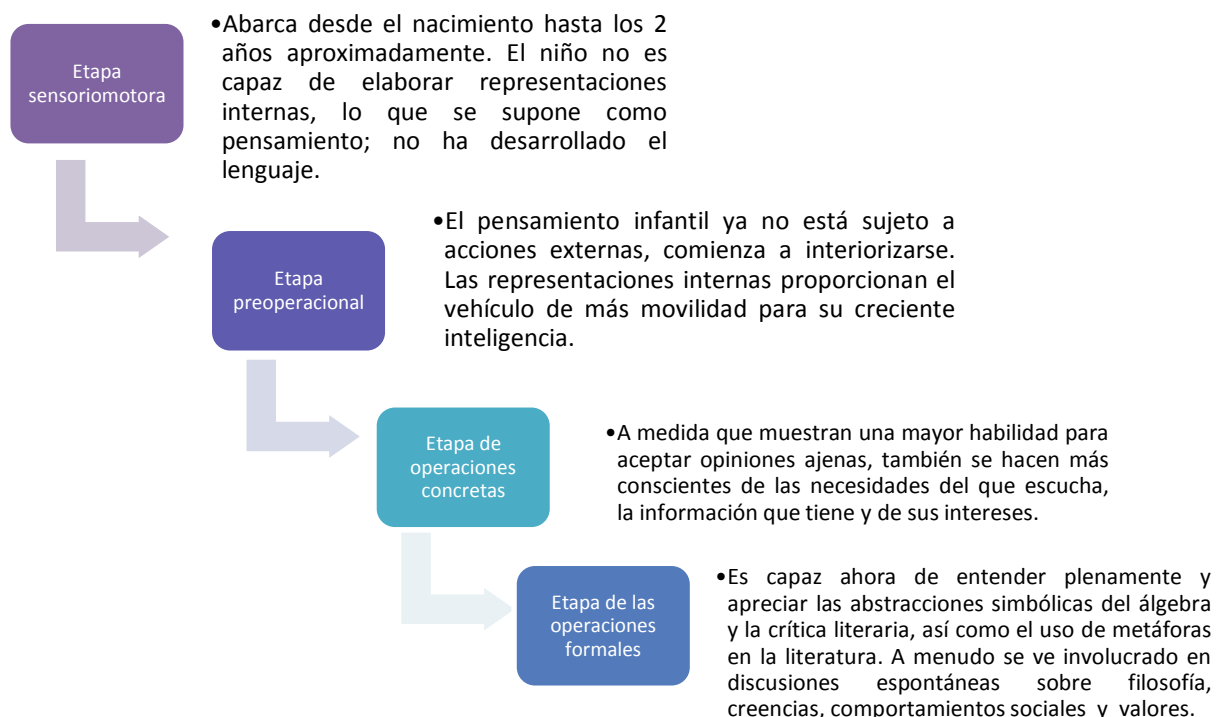 Etapa
sensoriomotora
•Abarca desde el nacimiento hasta los 2
años aproximadamente. El niño no es
capaz de elaborar representaciones
internas, lo que se supone como
pensamiento; no ha desarrollado el
lenguaje.
Etapa
preoperacional
•El pensamiento infantil ya no está sujeto a
acciones externas, comienza a interiorizarse.
Las representaciones internas proporcionan el
vehículo de más movilidad para su creciente
inteligencia.
Etapa de
operaciones
concretas
•A medida que muestran una mayor habilidad para
aceptar opiniones ajenas, también se hacen más
conscientes de las necesidades del que escucha,
la información que tiene y de sus intereses.
Etapa de las
operaciones
formales
•Es capaz ahora de entender plenamente y
apreciar las abstracciones simbólicas del álgebra
y la crítica literaria, así como el uso de metáforas
en la literatura. A menudo se ve involucrado en
discusiones espontáneas sobre filosofía,
creencias, comportamientos sociales y valores.